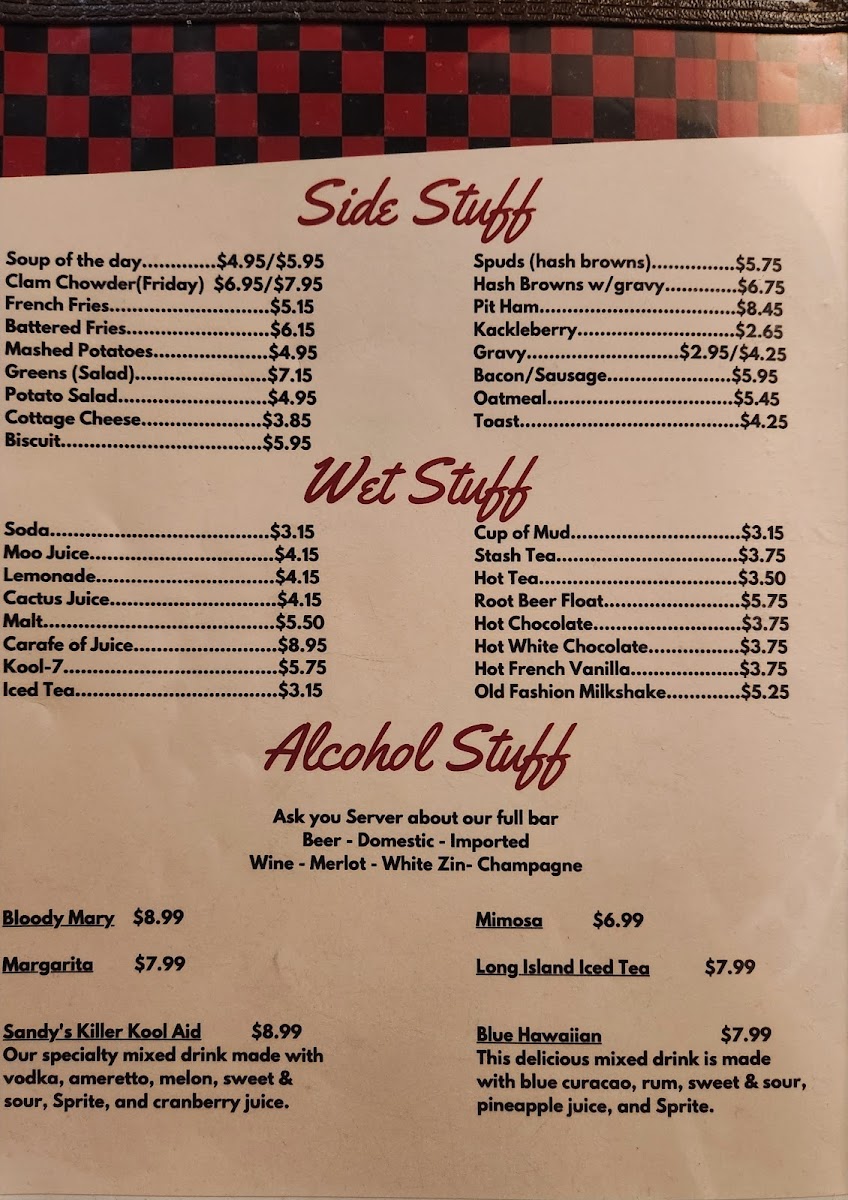 Side Stuff
Soup of the day.............$4.95/$5.95
Clam Chowder(Friday) $6.95/$7.95
French Fries............................$5.15
Battered Fries.........................$6.15
Mashed Potatoes....................$4.95
Greens (Salad).......................$7.15
Potato Salad..........................$4.95
Cottage Cheese.....................$3.85
Biscuit...................................$5.95
Spuds (hash browns)..............$5.75
Hash Browns w/gravy............$6.75
Pit Ham..................................$8.45
Kackleberry...........................$2.65
Gravy..........................$2.95/$4.25
Bacon/Sausage.....................$5.95
Oatmeal................................$5.45
Toast......................................$4.25
Wet Stuff
Soda......................................$3.15
Moo Juice...............................$4.15
Lemonade...............................$4.15
Cactus Juice.............................$4.15
Malt........................................$5.50
Carafe of Juice.........................$8.95
Kool-7.....................................$5.75
Iced Tea...................................$3.15
Cup of Mud.............................$3.15
Stash Tea................................$3.75
Hot Tea..................................$3.50
Root Beer Float.......................$5.75
Hot Chocolate.........................$3.75
Hot White Chocolate................$3.75
Hot French Vanilla...................$3.75
Old Fashion Milkshake.............$5.25
Alcohol Stuff
Ask you Server about our full bar
Beer - Domestic - Imported
Wine - Merlot - White Zin- Champagne
Bloody Mary $8.99
Mimosa $6.99
Margarita $7.99
Long Island Iced Tea $7.99
Sandy's Killer Kool Aid $8.99
Our specialty mixed drink made with
vodka, ameretto, melon, sweet &
sour, Sprite, and cranberry juice.
Blue Hawaiian $7.99
This delicious mixed drink is made
with blue curacao, rum, sweet & sour,
pineapple juice, and Sprite.